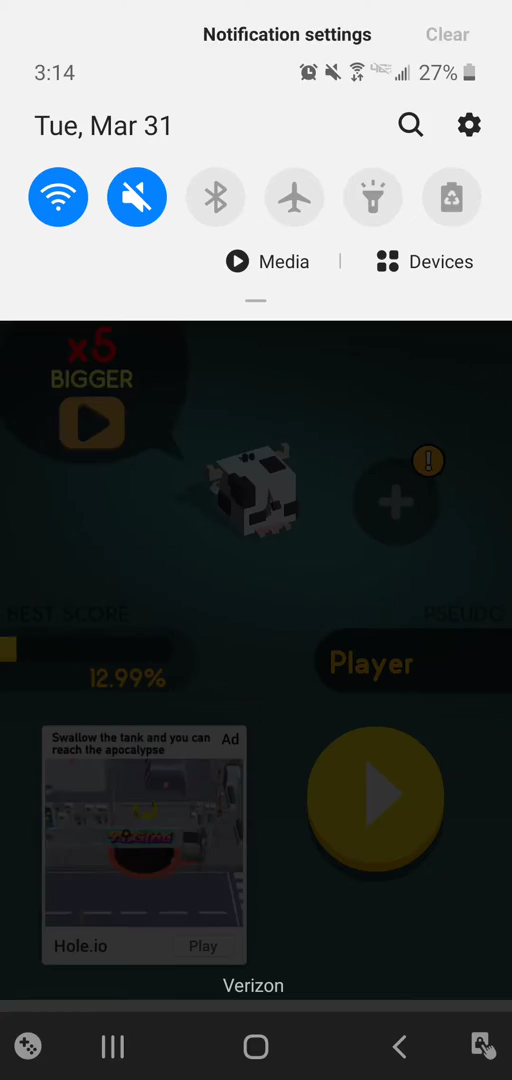 Notification settings Clear
3:14 27%
Tue, Mar 31
Media | Devices
x5
BIGGER
BEST SCORE PSEUDO
12.99% Player
Swallow the tank and you can Ad
reach the apocalypse
Hole.io Play
Verizon